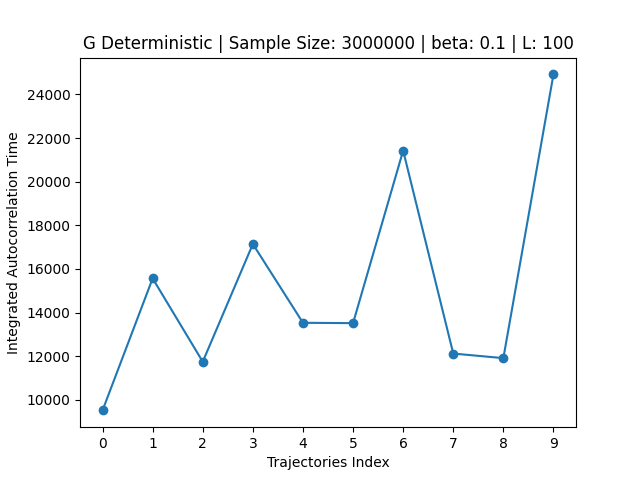 G Deterministic | Sample Size: 3000000 | beta: 0.1 | L: 100
Integrated Autocorrelation Time
24000
22000
20000
18000
16000
14000
12000
10000
0 1 2 3 4 5 6 7 8 9
Trajectories Index